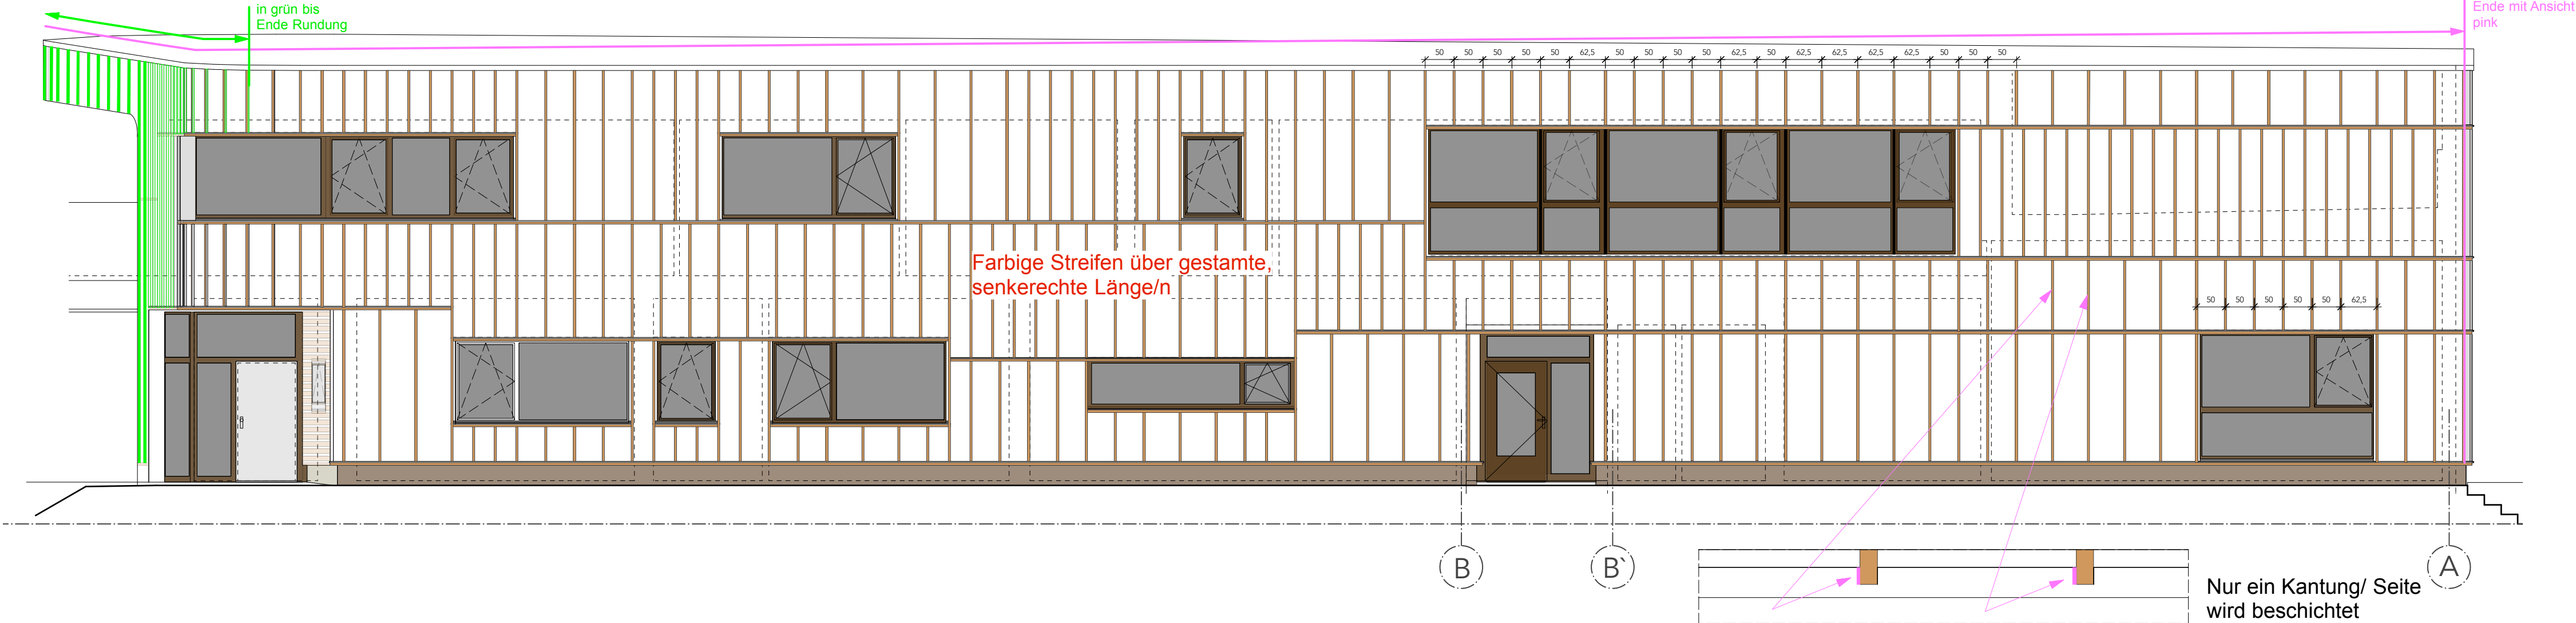 in grün bis
Ende Rundung
Ende mit Ansicht
pink
50 50 50 50 50 62,5 50 50 50 50 62,5 50 62,5 62,5 62,5 62,5 50 50 50
Farbige Streifen über gestamte,
senkerechte Länge/n
50 50 50 50 50 62,5
B B` A
Nur ein Kantung/ Seite
wird beschichtet